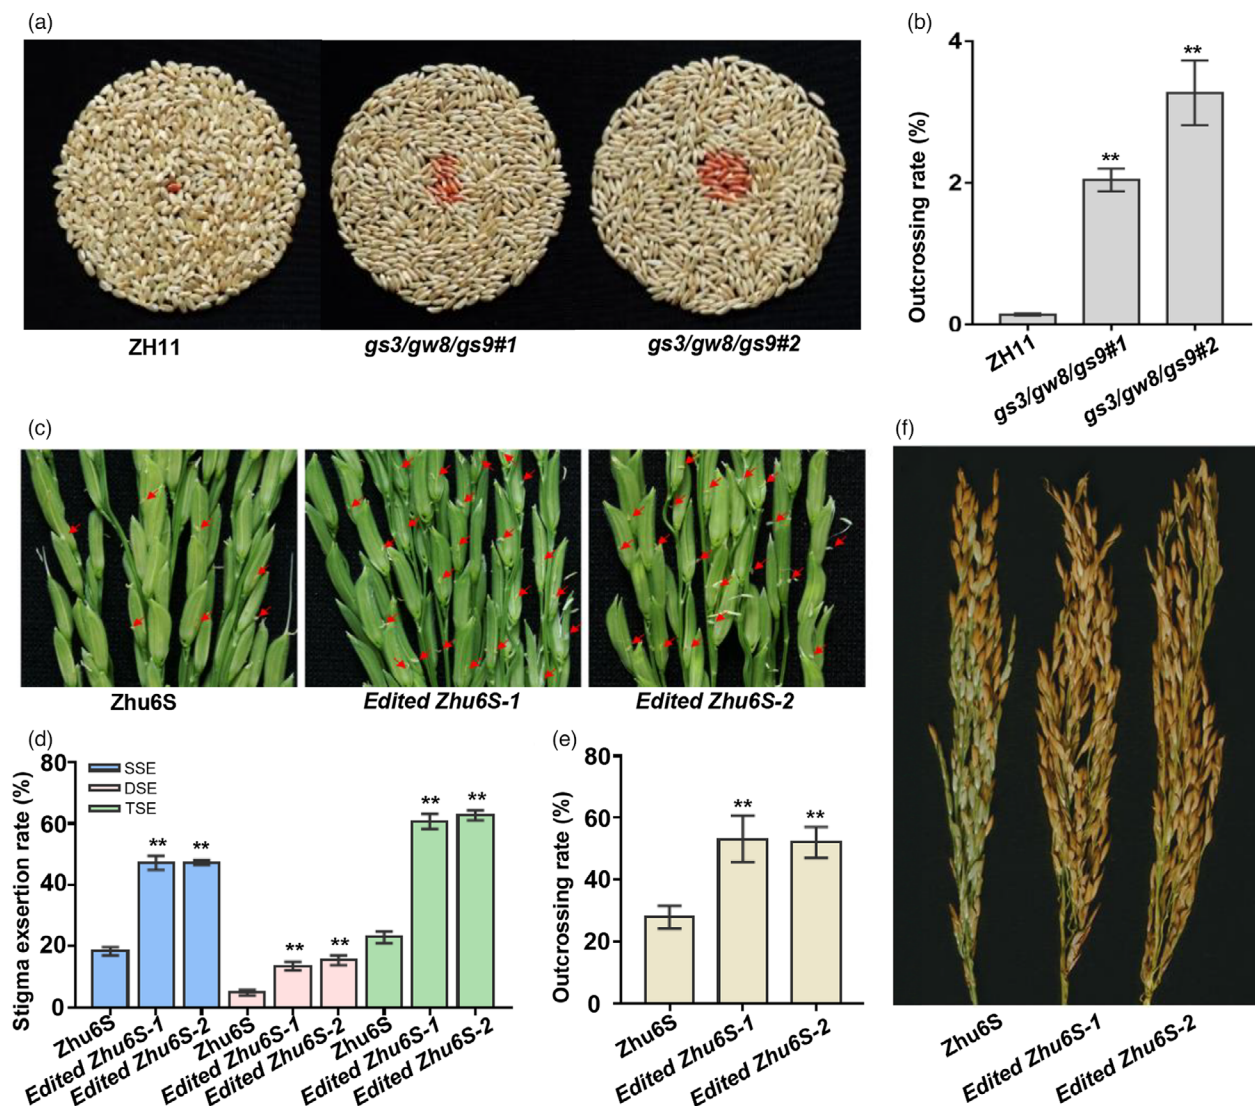 (a)
ZH11
gs3/gw8/gs9#1
gs3/gw8/gs9#2
(b)
Outcrossing rate (%)
4
2
0
**
**
ZH11
gs3/gw8/gs9#1
gs3/gw8/gs9#2
(c)
Zhu6S
Edited Zhu6S-1
Edited Zhu6S-2
(d)
Stigma exsertion rate (%)
80
60
40
20
0
SSE
DSE
TSE
**
**
**
**
**
**
Zhu6S
Edited Zhu6S-1
Edited Zhu6S-2
Zhu6S
Edited Zhu6S-1
Edited Zhu6S-2
Zhu6S
Edited Zhu6S-1
Edited Zhu6S-2
(e)
Outcrossing rate (%)
80
60
40
20
0
**
**
Zhu6S
Edited Zhu6S-1
Edited Zhu6S-2
(f)
Zhu6S
Edited Zhu6S-1
Edited Zhu6S-2